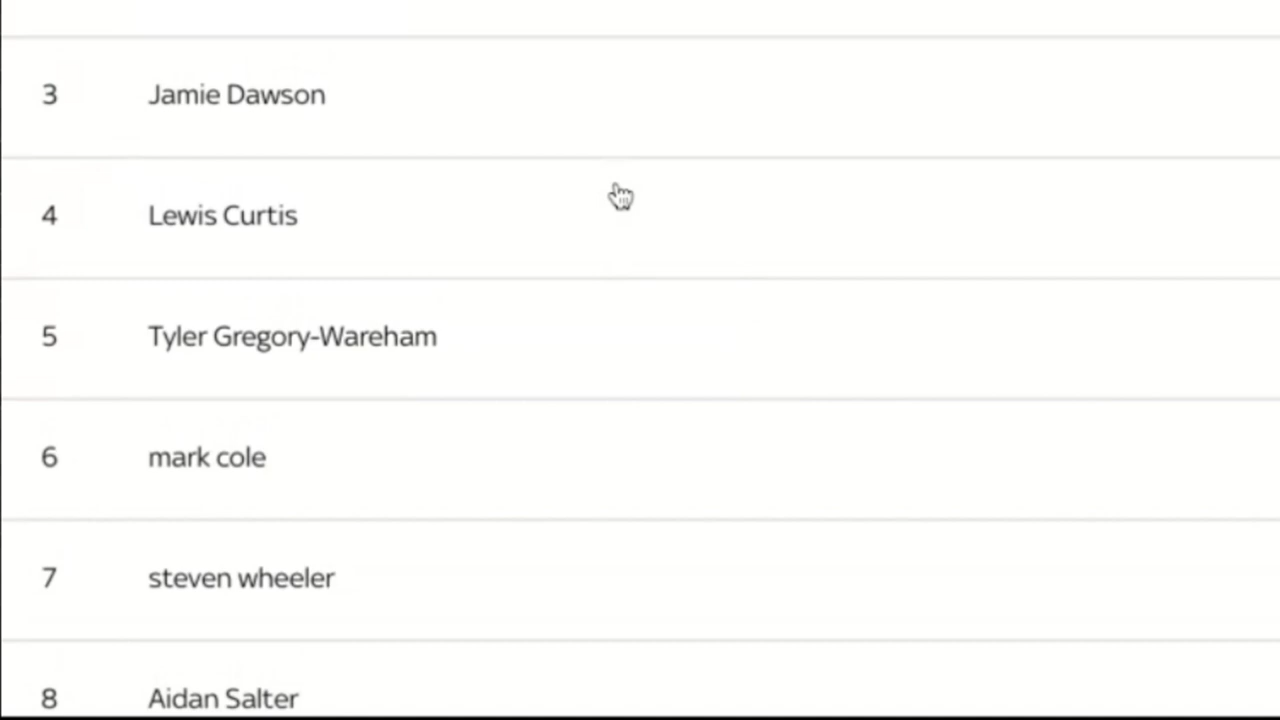 3 Jamie Dawson
4 Lewis Curtis
5 Tyler Gregory-Wareham
6 mark cole
7 steven wheeler
8 Aidan Salter